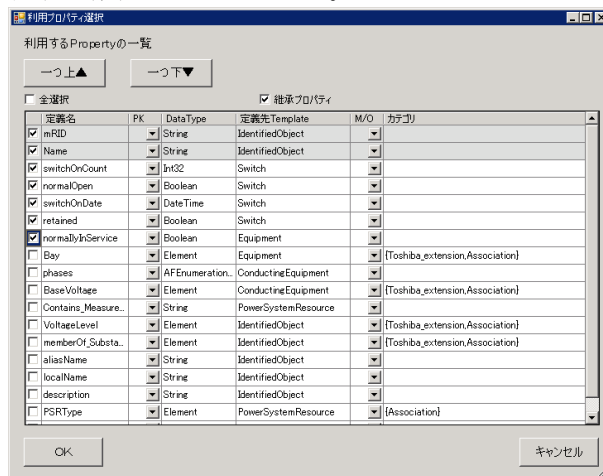 利用プロパティ選択
利用するPropertyの一覧
一つ上▲ 一つ下▼
全選択 継承プロパティ
定義名 PK DataType 定義先Template M/O カテゴリ
mRID String IdentifiedObject
Name String IdentifiedObject
switchOnCount Int32 Switch
normalOpen Boolean Switch
switchOnDate DateTime Switch
retained Boolean Switch
normallyInService Boolean Equipment
Bay Element Equipment {Toshiba_extension,Association}
phases AFEnumeration... ConductingEquipment
BaseVoltage Element ConductingEquipment {Toshiba_extension,Association}
Contains_Measure... String PowerSystemResource
VoltageLevel Element IdentifiedObject {Toshiba_extension,Association}
memberOf_Substa... Element IdentifiedObject {Toshiba_extension,Association}
aliasName String IdentifiedObject
localName String IdentifiedObject
description String IdentifiedObject
PSRType Element PowerSystemResource {Association}
OK キャンセル